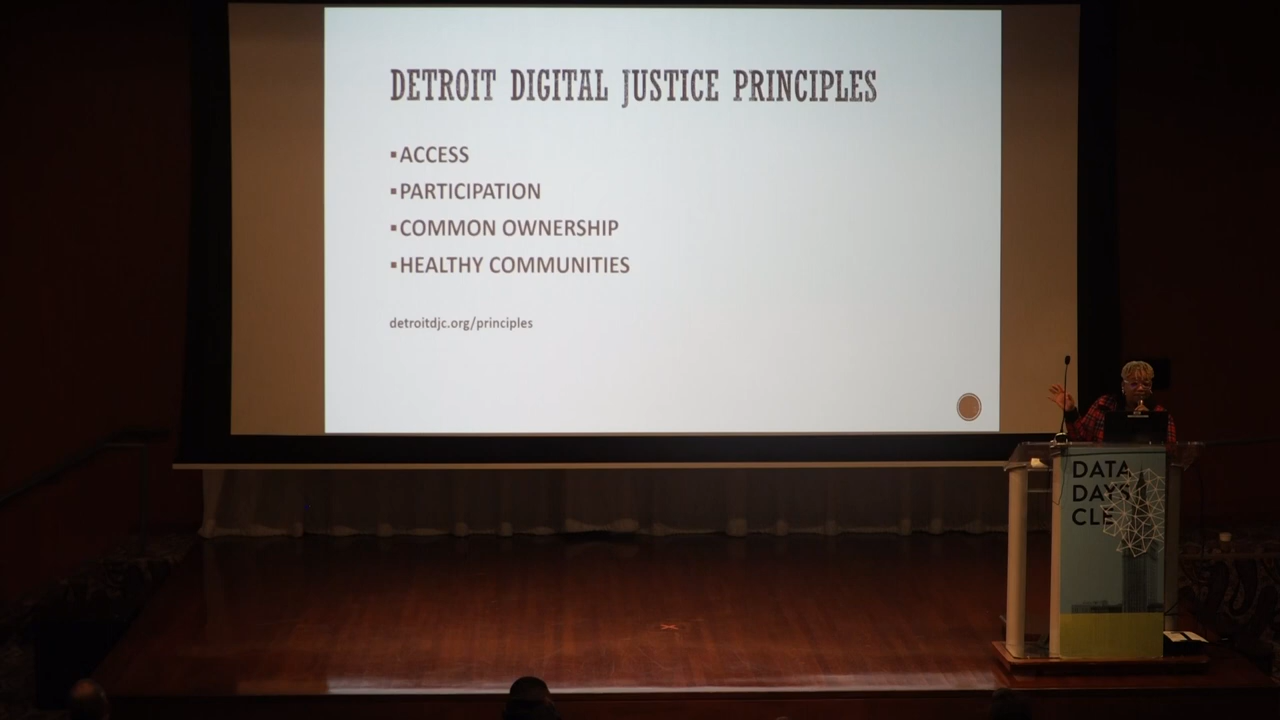 DETROIT DIGITAL JUSTICE PRINCIPLES
▪ACCESS
▪PARTICIPATION
▪COMMON OWNERSHIP
▪HEALTHY COMMUNITIES
detroitdjc.org/principles
DATA
DAYS
CLE